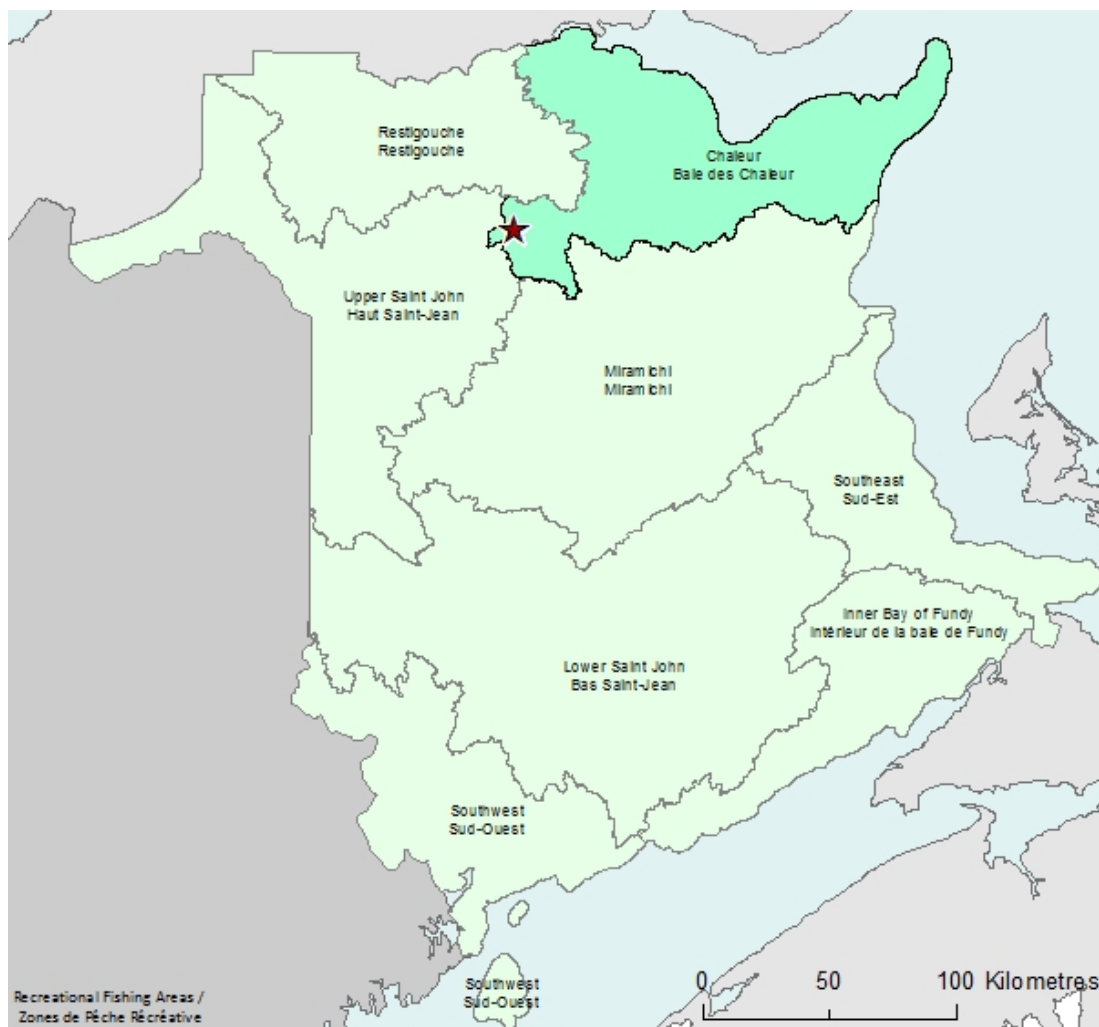 Restigouche
Restigouche
Chaleur
Baie des Chaleur
Upper Saint John
Haut Saint-Jean
Miramichi
Miramichi
Southeast
Sud-Est
Inner Bay of Fundy
Intérieur de la baie de Fundy
Lower Saint John
Bas Saint-Jean
Southwest
Sud-Ouest
Southwest
Sud-Ouest
0 50 100 Kilometres
Recreational Fishing Areas /
Zones de Pêche Récréative